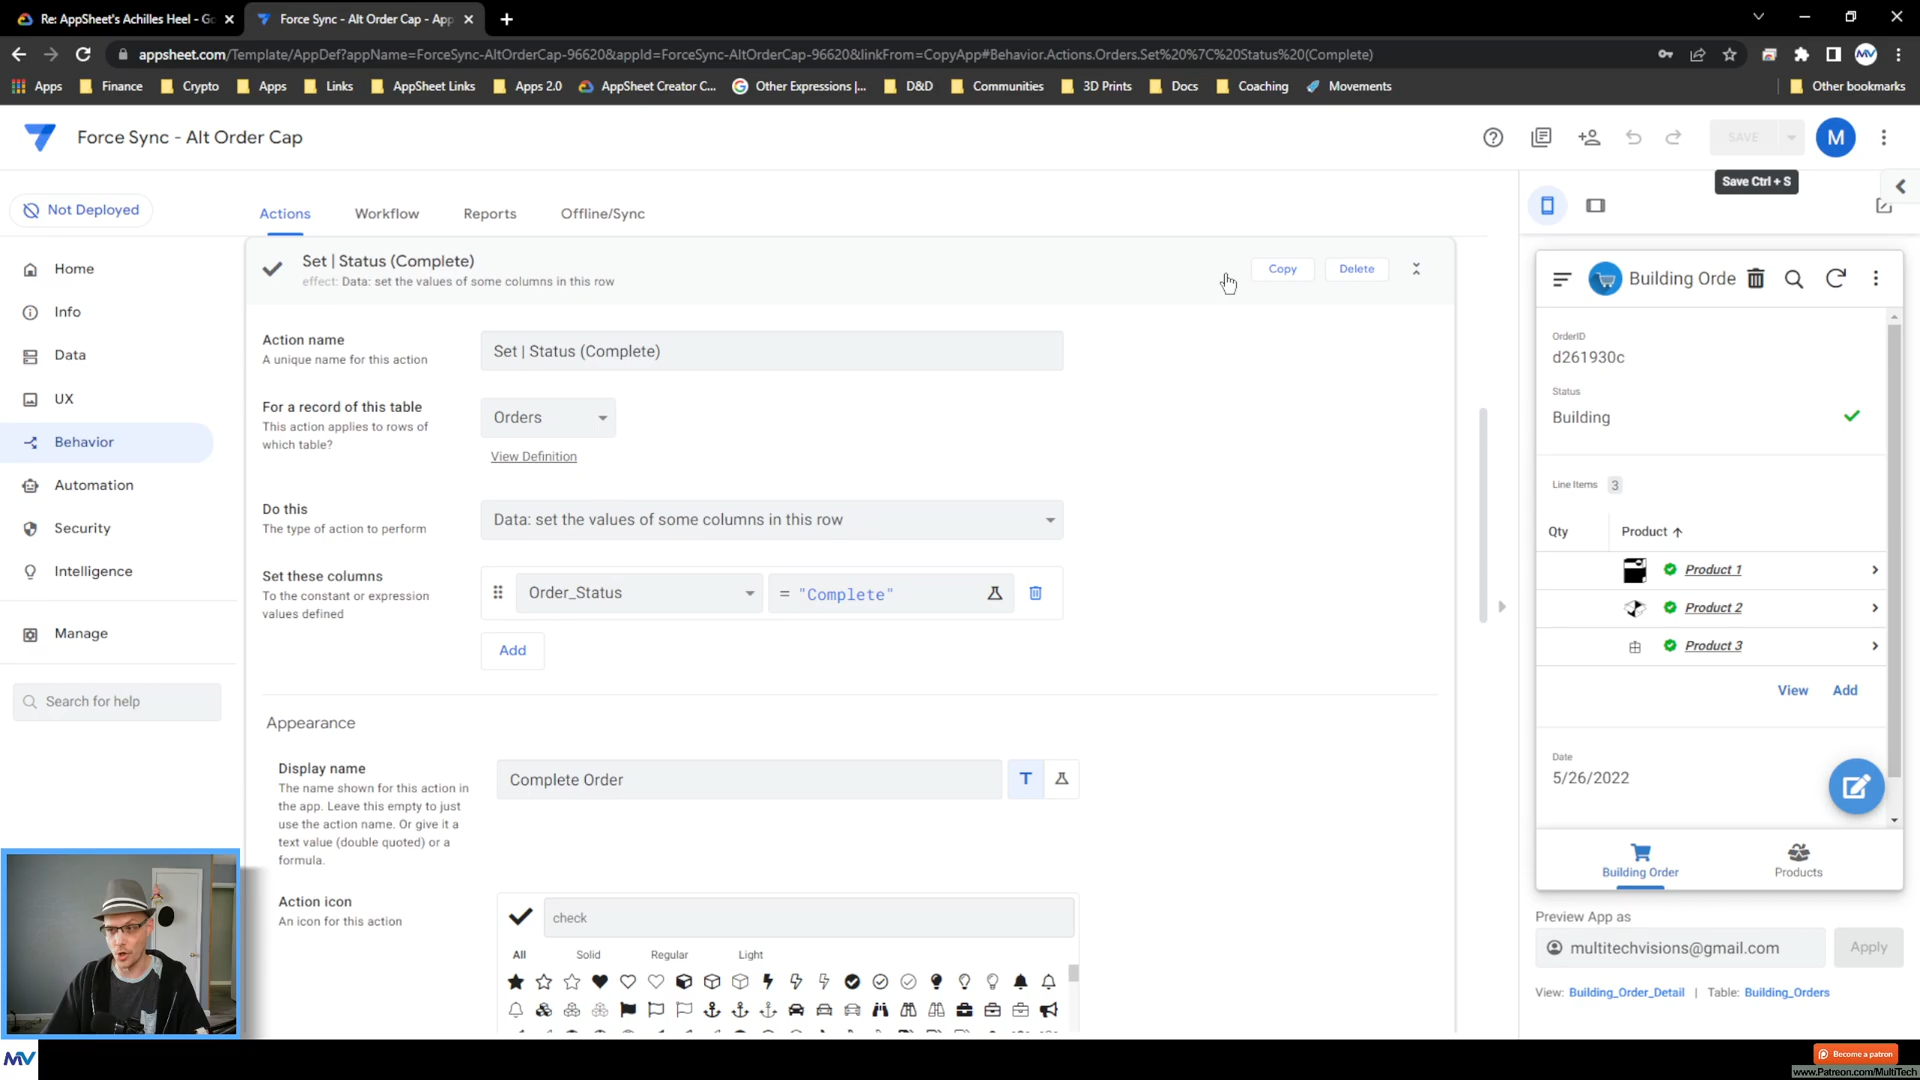 Re: AppSheet's Achilles Heel - Go
Force Sync - Alt Order Cap - App
appsheet.com/Template/AppDef?appName=ForceSync-AltOrderCap-96620&appId=ForceSync-AltOrderCap-96620&linkFrom=CopyApp#Behavior.Actions.Orders.Set%20%7C%20Status%20(Complete)
Apps
Finance
Crypto
Apps
Links
AppSheet Links
Apps 2.0
AppSheet Creator C...
Other Expressions |...
D&D
Communities
3D Prints
Docs
Coaching
Movements
Other bookmarks
Force Sync - Alt Order Cap
SAVE
M
Save Ctrl + S
Not Deployed
Actions
Workflow
Reports
Offline/Sync
Home
Info
Data
UX
Behavior
Automation
Security
Intelligence
Manage
Search for help
Set | Status (Complete)
effect: Data: set the values of some columns in this row
Copy
Delete
Action name
A unique name for this action
Set | Status (Complete)
For a record of this table
This action applies to rows of
which table?
Orders
View Definition
Do this
The type of action to perform
Data: set the values of some columns in this row
Set these columns
To the constant or expression
values defined
Order_Status
= "Complete"
Add
Appearance
Display name
The name shown for this action in
the app. Leave this empty to just
use the action name. Or give it a
text value (double quoted) or a
formula.
Complete Order
T
Action icon
An icon for this action
check
All
Solid
Regular
Light
Building Orde
OrderID
d261930c
Status
Building
Line Items 3
Qty
Product
Product 1
Product 2
Product 3
View
Add
Date
5/26/2022
Building Order
Products
Preview App as
multitechvisions@gmail.com
Apply
View: Building_Order_Detail | Table: Building_Orders
MV
Become a patron
www.Patreon.com/MultiTech